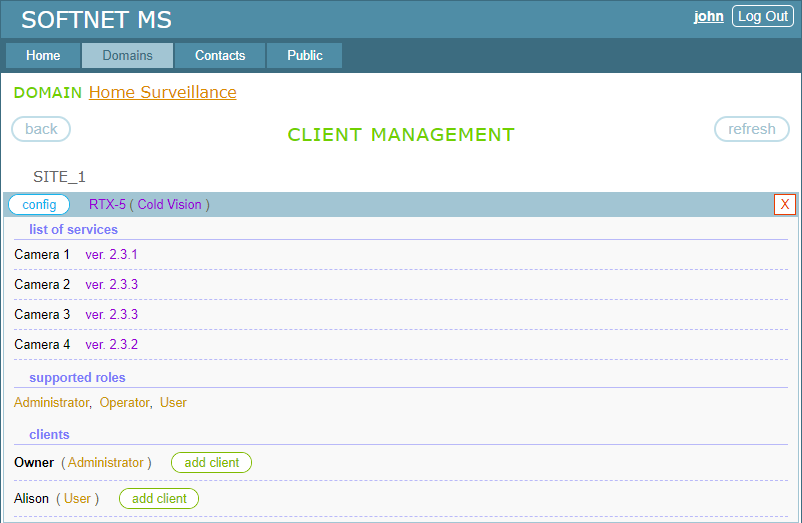 SOFTNET MS john Log Out
Home Domains Contacts Public
DOMAIN Home Surveillance
back CLIENT MANAGEMENT refresh
SITE_1
config RTX-5 ( Cold Vision ) X
list of services
Camera 1 ver. 2.3.1
Camera 2 ver. 2.3.3
Camera 3 ver. 2.3.3
Camera 4 ver. 2.3.2
supported roles
Administrator, Operator, User
clients
Owner ( Administrator ) add client
Alison ( User ) add client